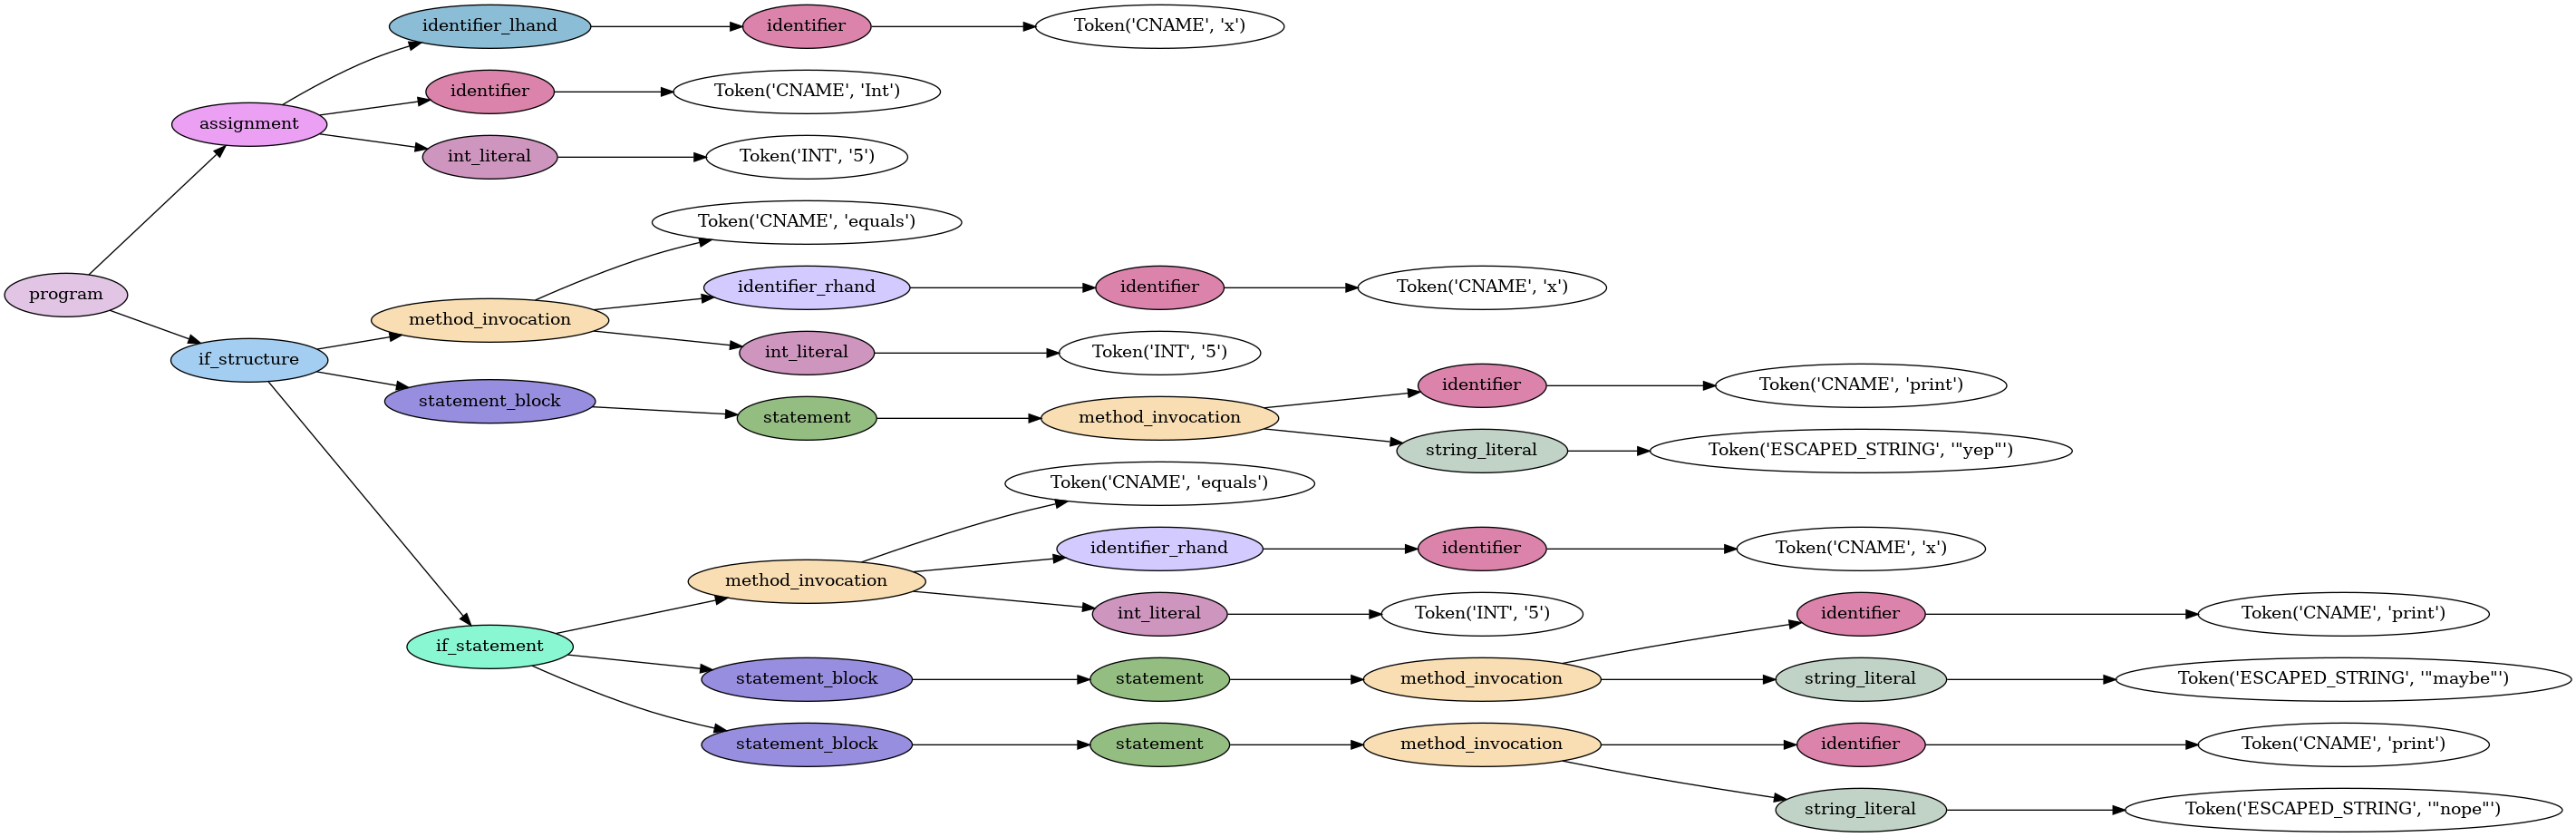 identifier_lhand
identifier
Token('CNAME', 'x')
identifier
Token('CNAME', 'Int')
assignment
int_literal
Token('INT', '5')
Token('CNAME', 'equals')
identifier_rhand
identifier
Token('CNAME', 'x')
program
method_invocation
int_literal
Token('INT', '5')
if_structure
identifier
Token('CNAME', 'print')
statement_block
statement
method_invocation
string_literal
Token('ESCAPED_STRING', '"yep"')
Token('CNAME', 'equals')
identifier_rhand
identifier
Token('CNAME', 'x')
method_invocation
int_literal
Token('INT', '5')
identifier
Token('CNAME', 'print')
if_statement
statement_block
statement
method_invocation
string_literal
Token('ESCAPED_STRING', '"maybe"')
statement_block
statement
method_invocation
identifier
Token('CNAME', 'print')
string_literal
Token('ESCAPED_STRING', '"nope"')